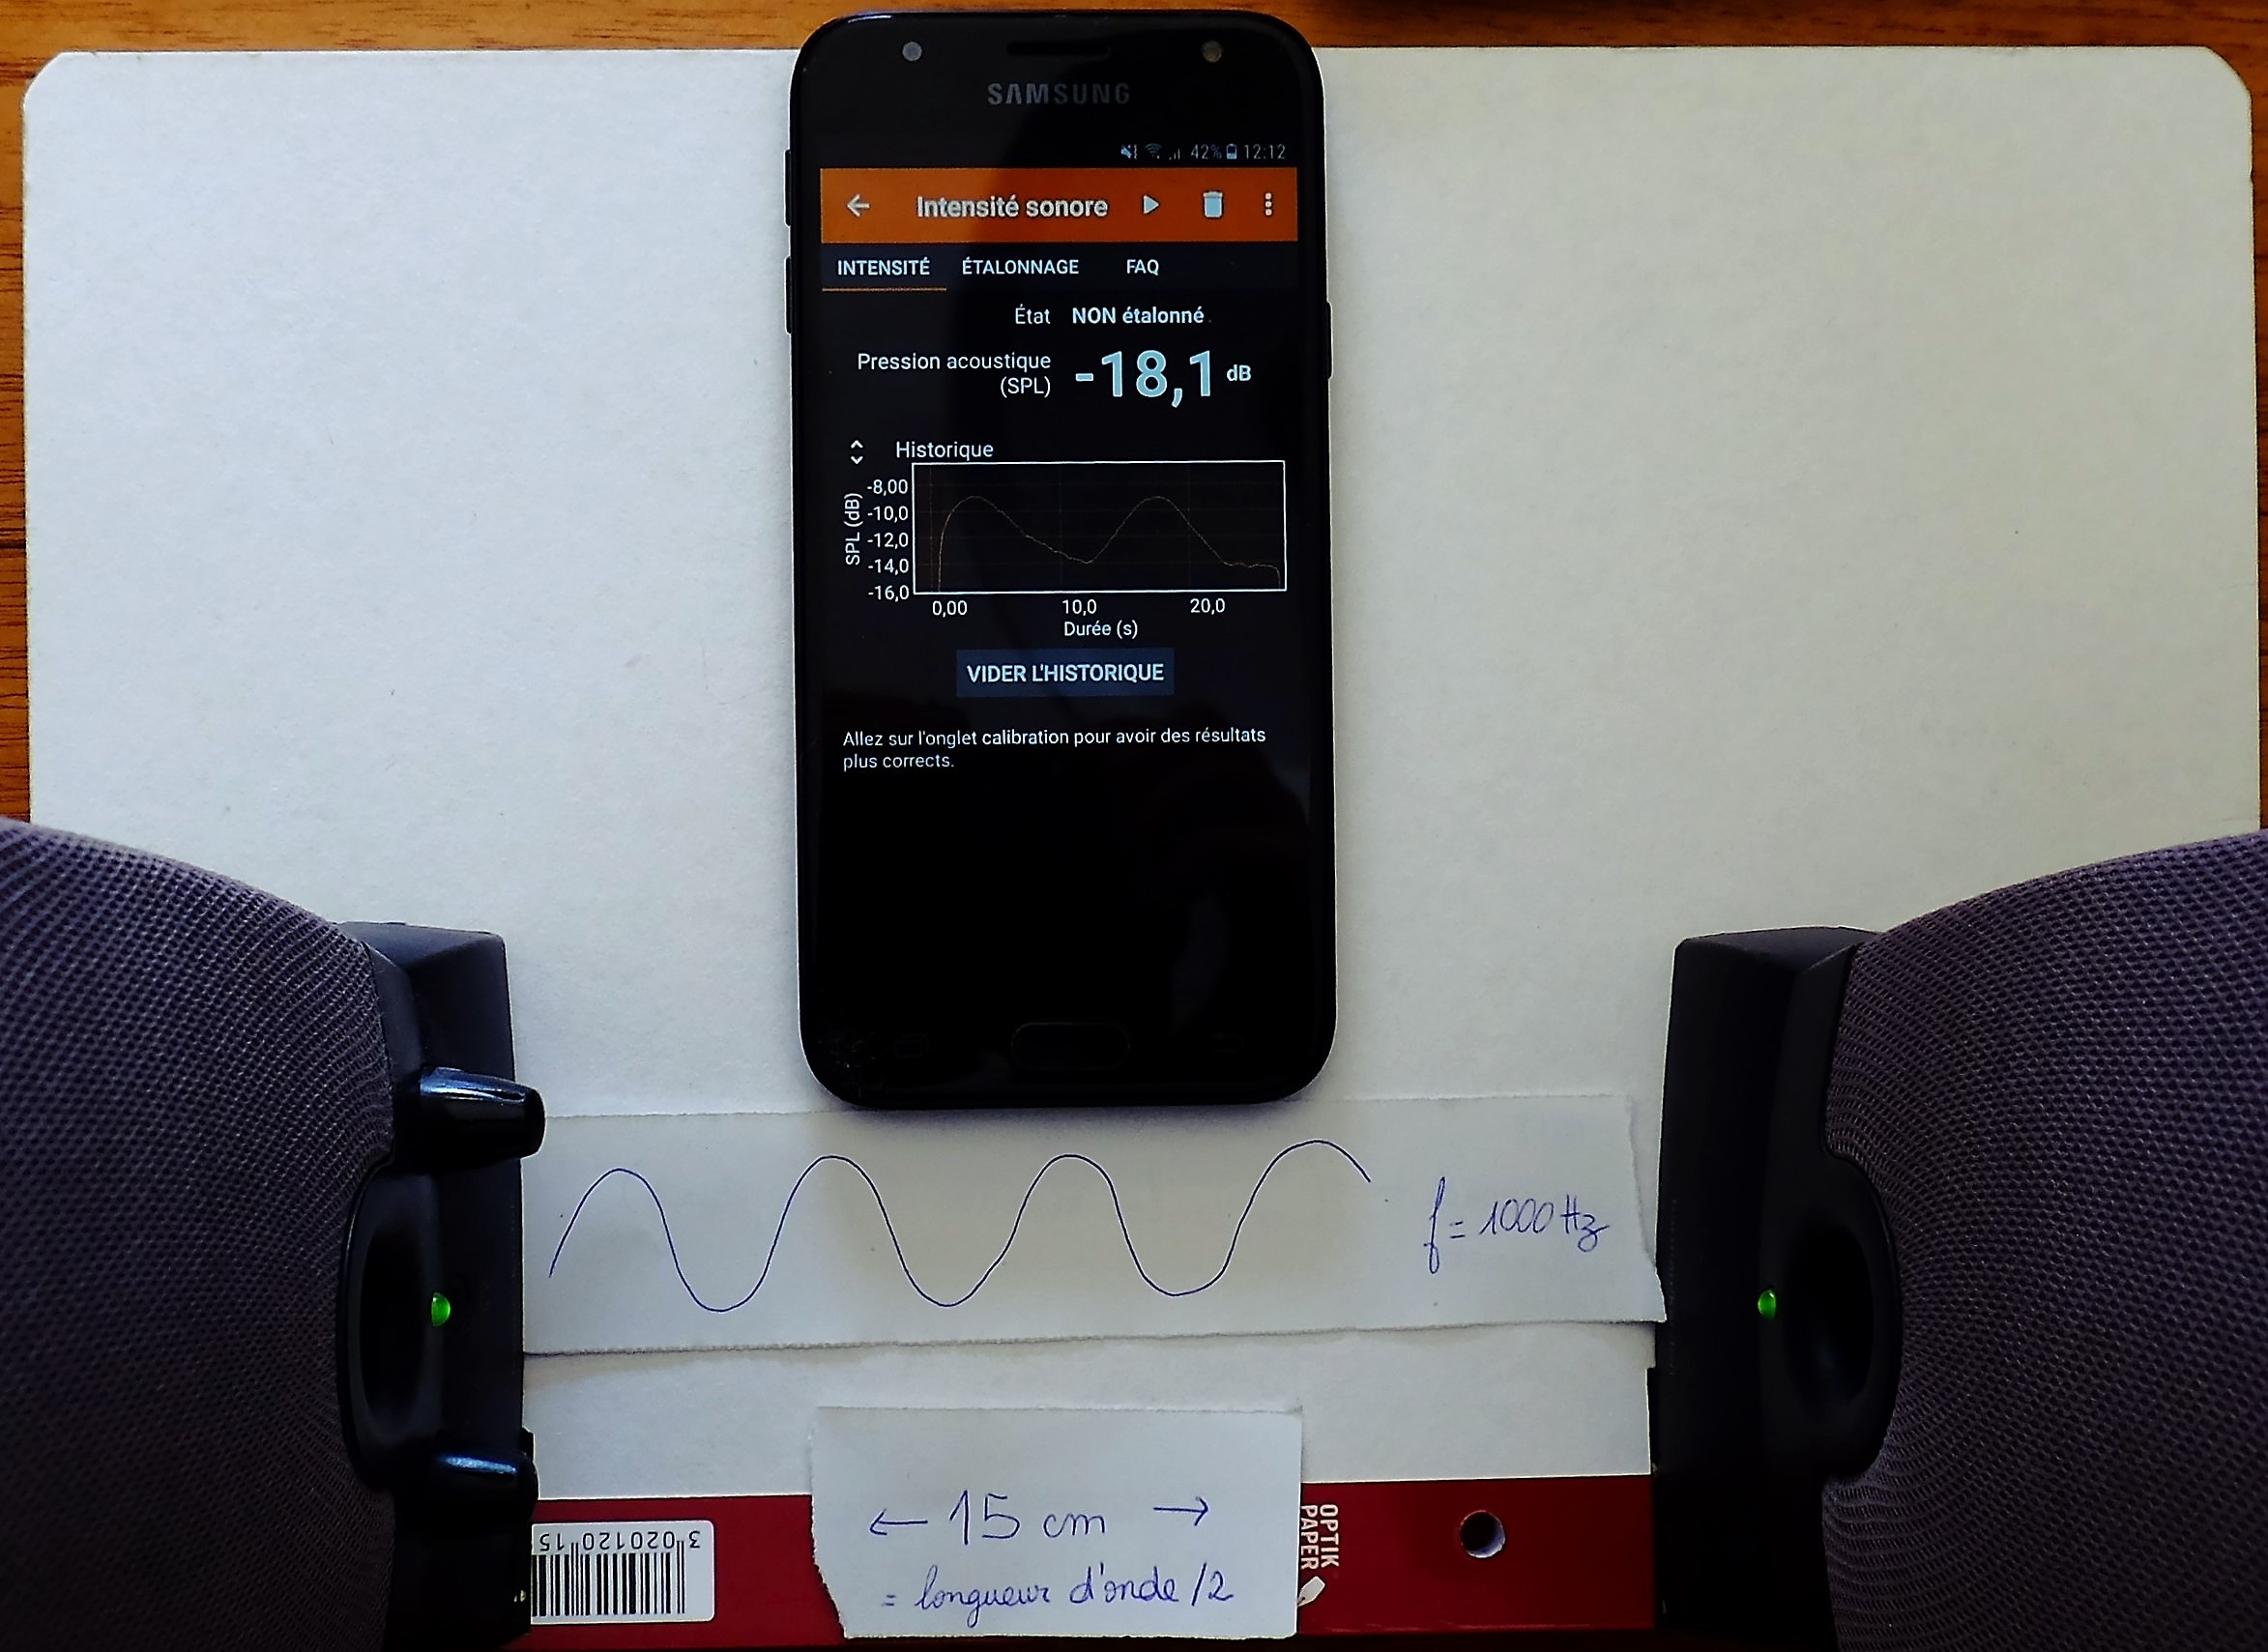 SAMSUNG
42% 12:12
Intensité sonore
INTENSITÉ ÉTALONNAGE FAQ
État NON étalonné
Pression acoustique (SPL) -18,1 dB
Historique
SPL (dB)
-8,00
-10,0
-12,0
-14,0
-16,0
0,00 10,0 20,0
Durée (s)
VIDER L'HISTORIQUE
Allez sur l'onglet calibration pour avoir des résultats
plus corrects.
f = 1000 Hz
← 15 cm →
= longueur d'onde /2
OPTIK
PAPER
3 020120 15